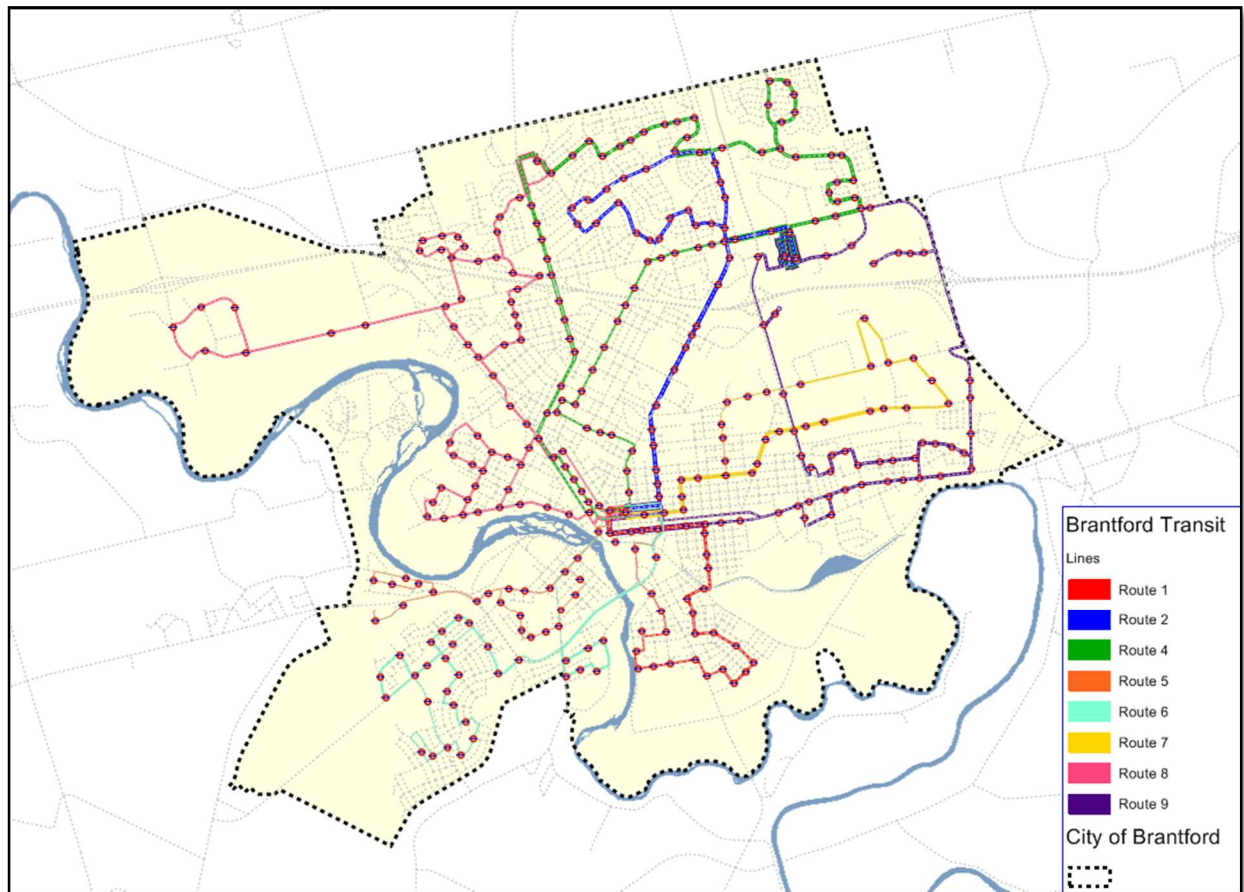 Brantford Transit
Lines
Route 1
Route 2
Route 4
Route 5
Route 6
Route 7
Route 8
Route 9
City of Brantford